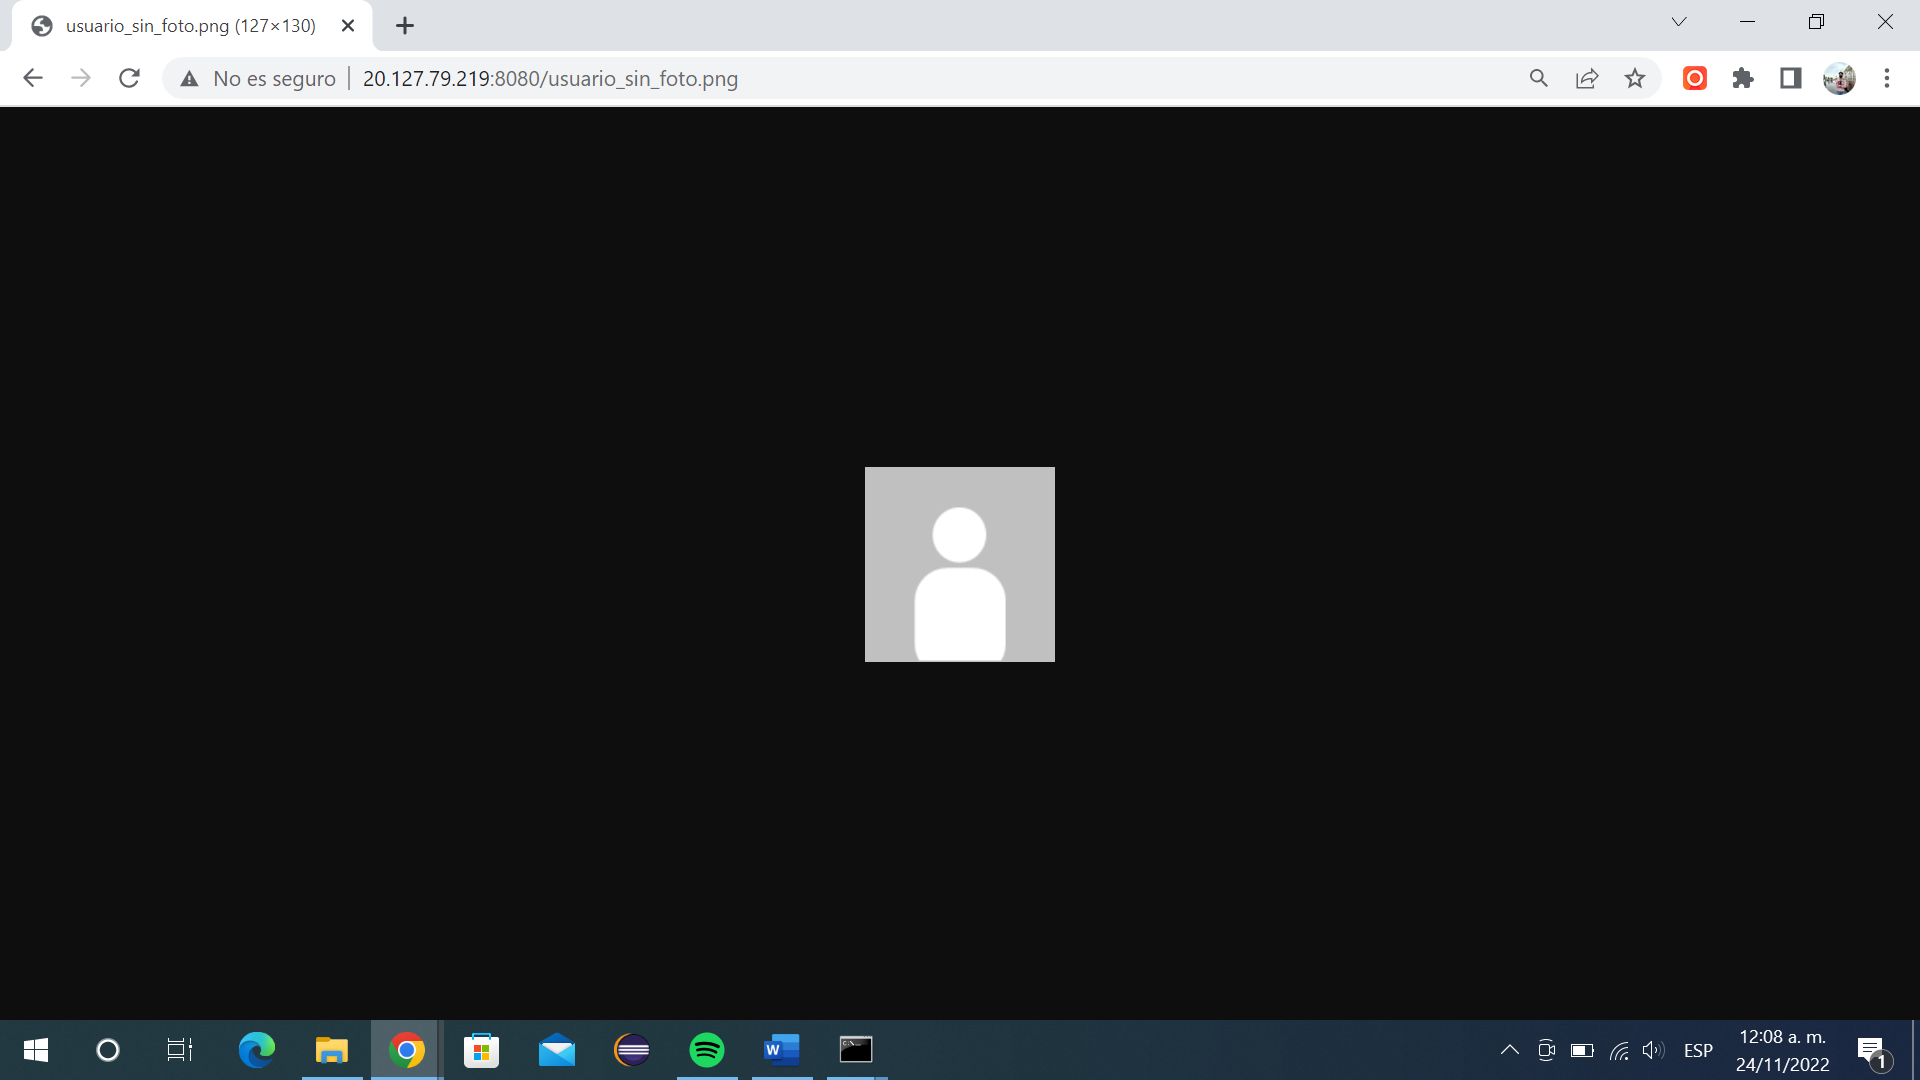 usuario_sin_foto.png (127×130)
No es seguro
20.127.79.219:8080/usuario_sin_foto.png
W
C:\_
ESP
12:08 a. m.
24/11/2022
1